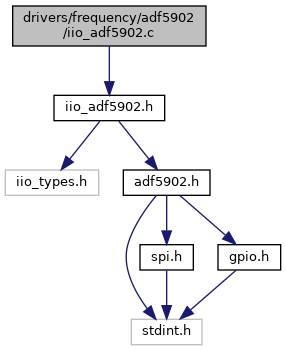 drivers/frequency/adf5902
/iio_adf5902.c
iio_adf5902.h
iio_types.h
adf5902.h
spi.h
gpio.h
stdint.h